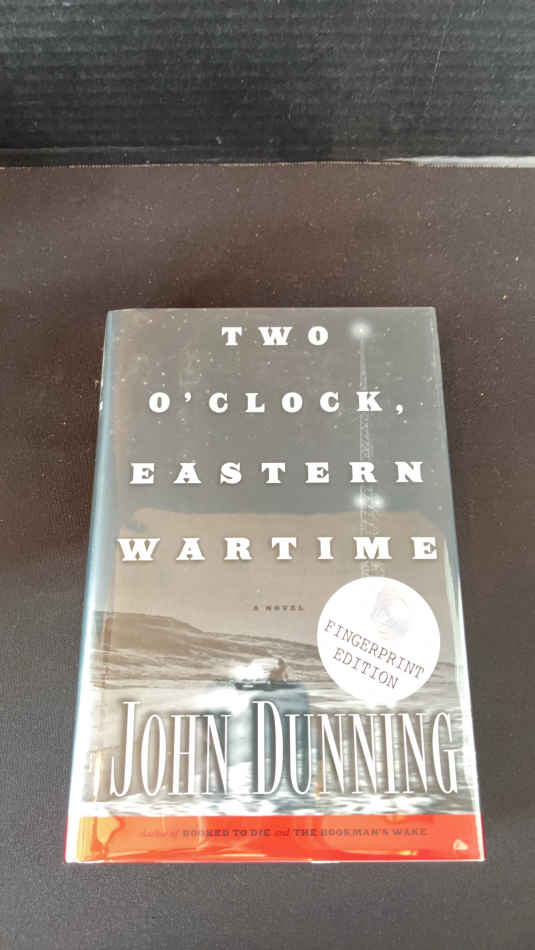 TWO
O'CLOCK,
EASTERN
WARTIME
A NOVEL
FINGERPRINT
EDITION
JOHN DUNNING
Author of BOOKED TO DIE and THE BOOKMAN'S WAKE